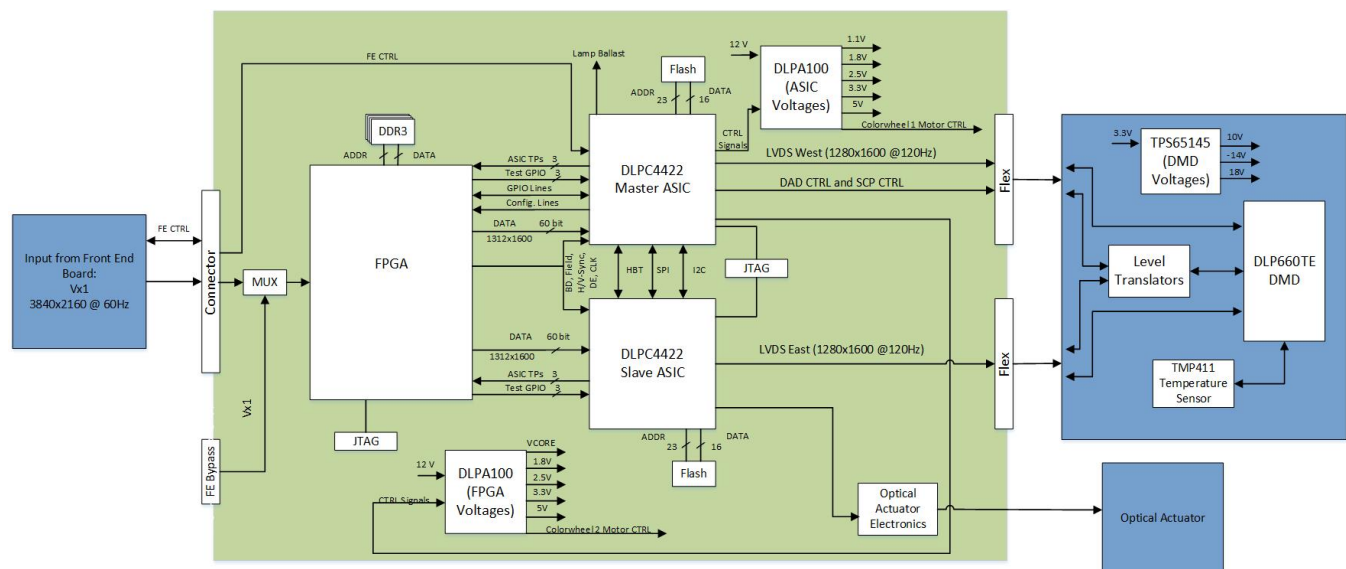 Input from Front End
Board:
Vx1
3840x2160 @ 60Hz
FE CTRL
Connector
FE Bypass
Vx1
MUX
FE CTRL
DDR3
ADDR
DATA
FPGA
JTAG
ASIC TPs
3
Test GPIO
3
GPIO Lines
Config. Lines
DATA
60 bit
1312x1600
BD, Field,
H/V-Sync,
DE, CLK
DATA
60 bit
1312x1600
ASIC TPs
3
Test GPIO
3
Lamp Ballast
Flash
ADDR
DATA
23
16
DLPC4422
Master ASIC
HBT
SPI
I2C
JTAG
DLPC4422
Slave ASIC
ADDR
DATA
23
16
Flash
CTRL
Signals
12 V
DLPA100
(ASIC
Voltages)
1.1V
1.8V
2.5V
3.3V
5V
Colorwheel 1 Motor CTRL
LVDS West (1280x1600 @120Hz)
DAD CTRL and SCP CTRL
LVDS East (1280x1600 @120Hz)
12 V
CTRL Signals
DLPA100
(FPGA
Voltages)
VCORE
1.8V
2.5V
3.3V
5V
Colorwheel 2 Motor CTRL
Optical
Actuator
Electronics
Flex
Flex
3.3V
TPS65145
(DMD
Voltages)
10V
-14V
18V
Level
Translators
DLP660TE
DMD
TMP411
Temperature
Sensor
Optical Actuator